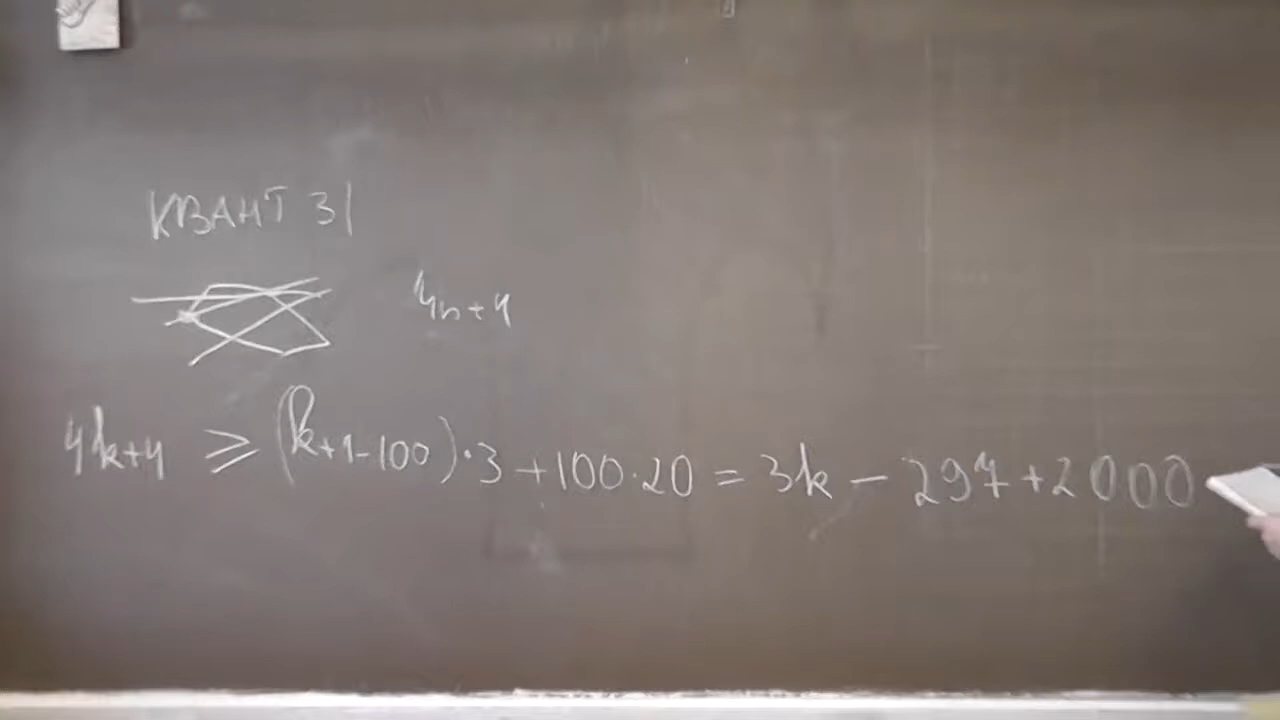 КВАНТ 31
4n+4
4k+4 ⩾ (k+1-100)·3+100·20 = 3k - 297+2000